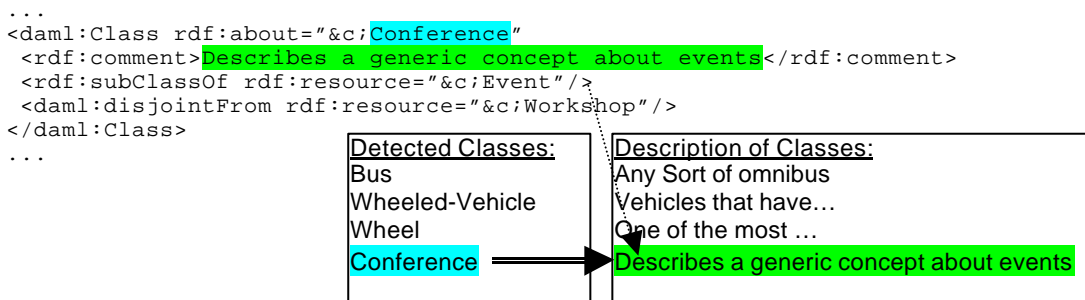 ...
<daml:Class rdf:about="&c;Conference"
<rdf:comment>Describes a generic concept about events</rdf:comment>
<rdf:subClassOf rdf:resource="&c;Event"/>
<daml:disjointFrom rdf:resource="&c;Workshop"/>
</daml:Class>
...
Detected Classes:
Bus
Wheeled-Vehicle
Wheel
Conference
Description of Classes:
Any Sort of omnibus
Vehicles that have…
One of the most …
Describes a generic concept about events